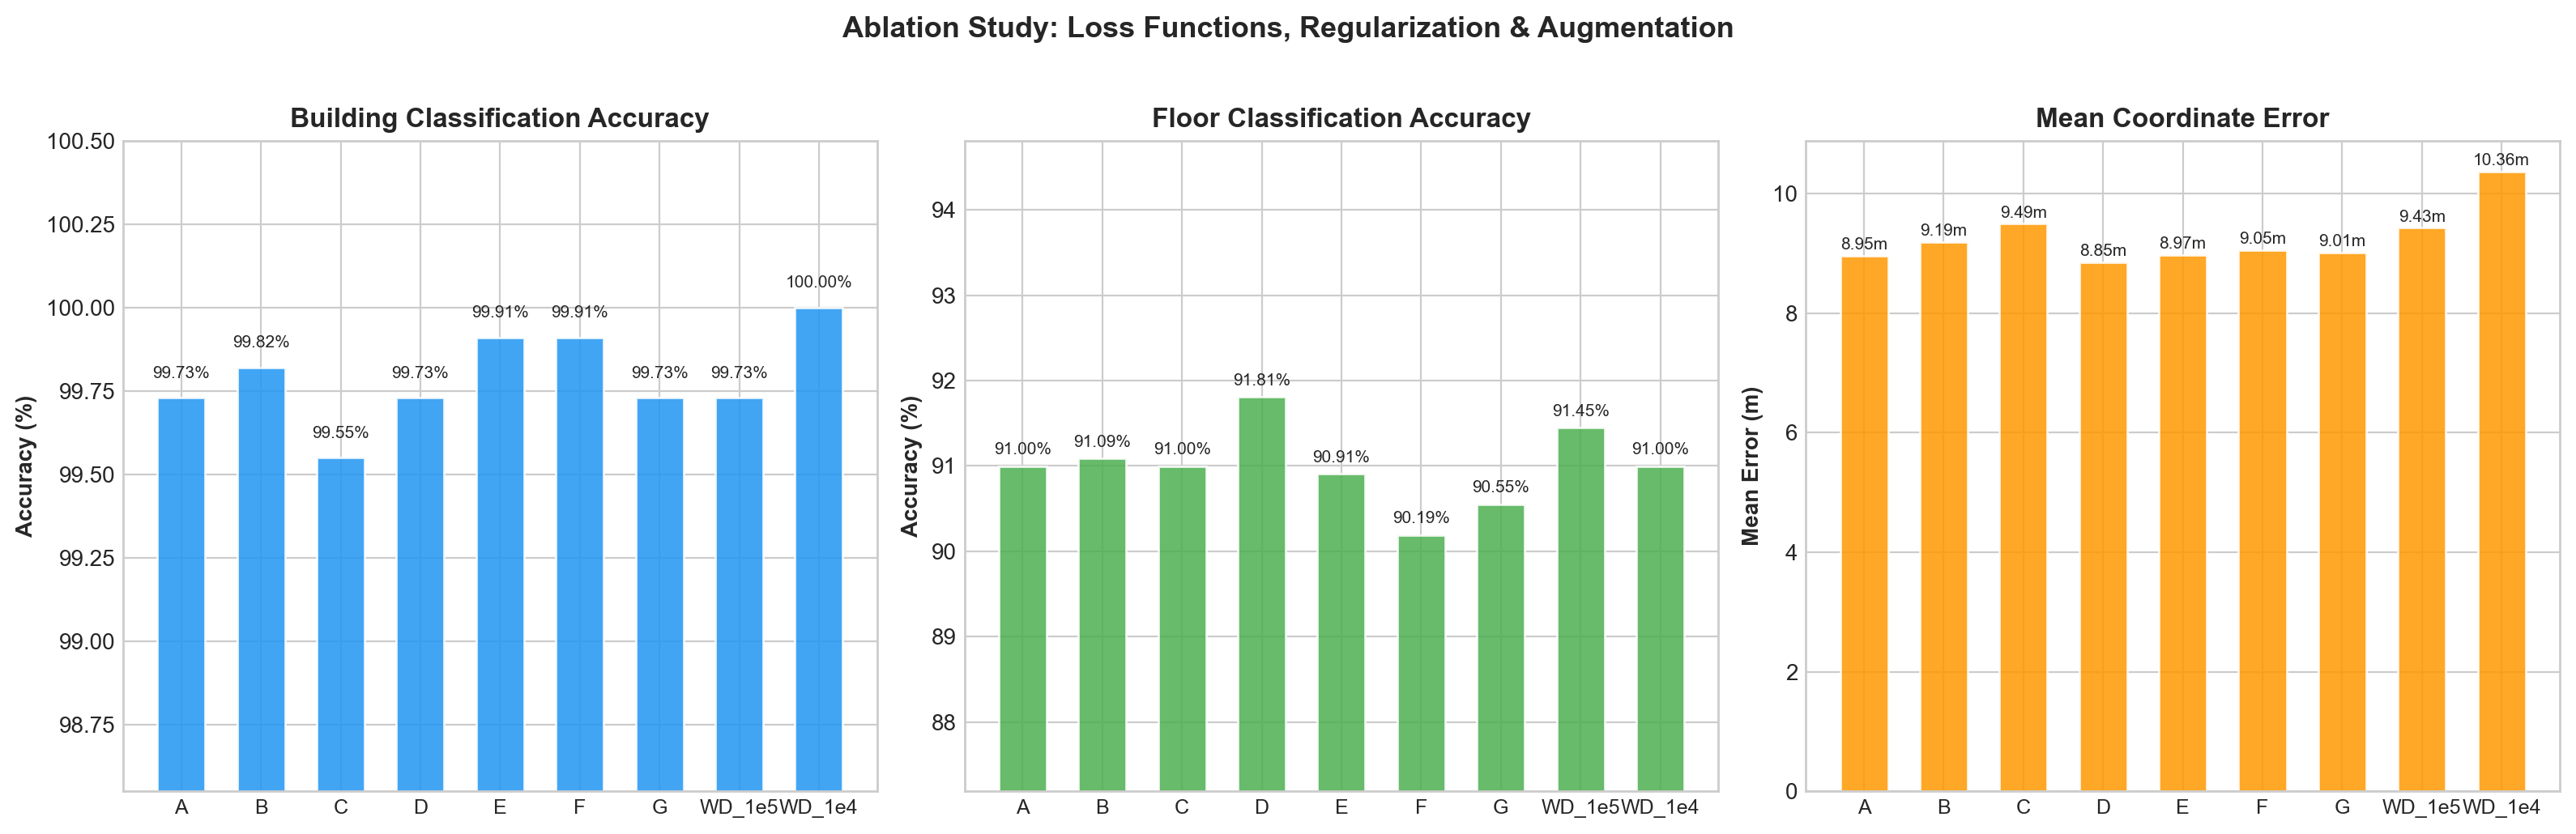 Ablation Study: Loss Functions, Regularization & Augmentation
Building Classification Accuracy
Accuracy (%)
100.50
100.25
100.00
99.75
99.50
99.25
99.00
98.75
99.73%
99.82%
99.55%
99.73%
99.91%
99.91%
99.73%
99.73%
100.00%
A B C D E F G WD_1e5 WD_1e4
Floor Classification Accuracy
Accuracy (%)
94
93
92
91
90
89
88
91.00%
91.09%
91.00%
91.81%
90.91%
90.19%
90.55%
91.45%
91.00%
A B C D E F G WD_1e5 WD_1e4
Mean Coordinate Error
Mean Error (m)
10
8
6
4
2
0
8.95m
9.19m
9.49m
8.85m
8.97m
9.05m
9.01m
9.43m
10.36m
A B C D E F G WD_1e5 WD_1e4